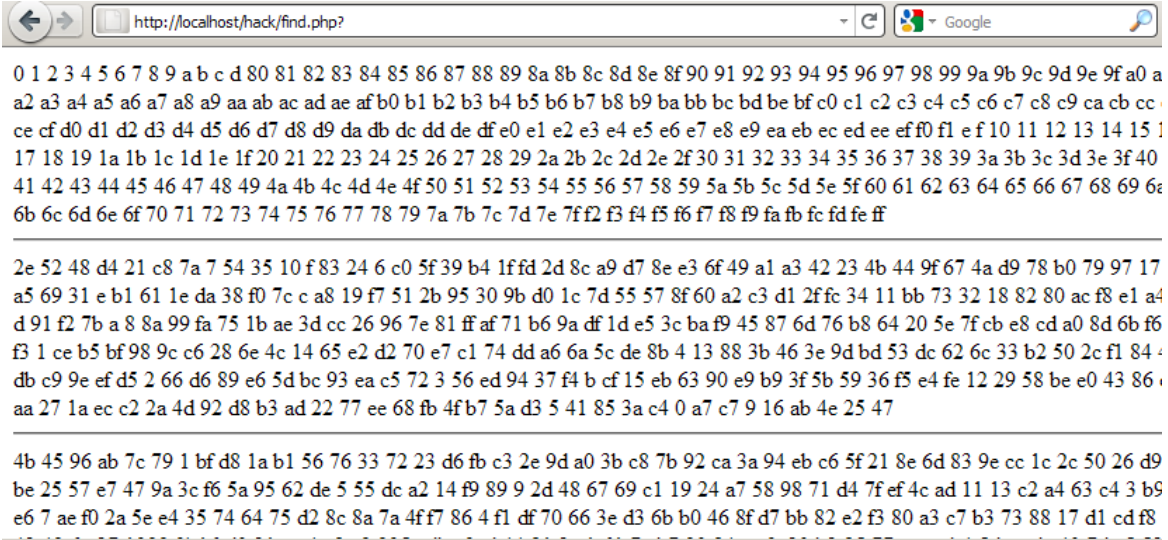 http://localhost/hack/find.php?
Google
0 1 2 3 4 5 6 7 8 9 a b c d 80 81 82 83 84 85 86 87 88 89 8a 8b 8c 8d 8e 8f 90 91 92 93 94 95 96 97 98 99 9a 9b 9c 9d 9e 9f a0
a2 a3 a4 a5 a6 a7 a8 a9 aa ab ac ad ae af b0 b1 b2 b3 b4 b5 b6 b7 b8 b9 ba bb bc bd be bf c0 c1 c2 c3 c4 c5 c6 c7 c8 c9 ca cb cc
ce cf d0 d1 d2 d3 d4 d5 d6 d7 d8 d9 da db dc dd de df e0 e1 e2 e3 e4 e5 e6 e7 e8 e9 ea eb ec ed ee ef f0 f1 e f 10 11 12 13 14 15
17 18 19 1a 1b 1c 1d 1e 1f 20 21 22 23 24 25 26 27 28 29 2a 2b 2c 2d 2e 2f 30 31 32 33 34 35 36 37 38 39 3a 3b 3c 3d 3e 3f 40
41 42 43 44 45 46 47 48 49 4a 4b 4c 4d 4e 4f 50 51 52 53 54 55 56 57 58 59 5a 5b 5c 5d 5e 5f 60 61 62 63 64 65 66 67 68 69 6a
6b 6c 6d 6e 6f 70 71 72 73 74 75 76 77 78 79 7a 7b 7c 7d 7e 7f f2 f3 f4 f5 f6 f7 f8 f9 fa fb fc fd fe ff
2e 52 48 d4 21 c8 7a 7 54 35 10 f 83 24 6 c0 5f 39 b4 1f fd 2d 8c a9 d7 8e e3 6f 49 a1 a3 42 23 4b 44 9f 67 4a d9 78 b0 79 97 17
a5 69 31 e b1 61 1e da 38 f0 7c c a8 19 f7 51 2b 95 30 9b d0 1c 7d 55 57 8f 60 a2 c3 d1 2f fc 34 11 bb 73 32 18 82 80 ac f8 e1 a4
d 91 f2 7b a 8 8a 99 fa 75 1b ae 3d cc 26 96 7e 81 ff af 71 b6 9a df 1d e5 3c ba f9 45 87 6d 76 b8 64 20 5e 7f cb e8 cd a0 8d 6b f6
f3 1 ce b5 bf 98 9c c6 28 6e 4c 14 65 e2 d2 70 e7 c1 74 dd a6 6a 5c de 8b 4 13 88 3b 46 3e 9d bd 53 dc 62 6c 33 b2 50 2c f1 84
db c9 9e ef d5 2 66 d6 89 e6 5d bc 93 ea c5 72 3 56 ed 94 37 f4 b cf 15 eb 63 90 e9 b9 3f 5b 59 36 f5 e4 fe 12 29 58 be e0 43 86
aa 27 1a ec c2 2a 4d 92 d8 b3 ad 22 77 ee 68 fb 4f b7 5a d3 5 41 85 3a c4 0 a7 c7 9 16 ab 4e 25 47
4b 45 96 ab 7c 79 1 bf d8 1a b1 56 76 33 72 23 d6 fb c3 2e 9d a0 3b c8 7b 92 ca 3a 94 eb c6 5f 21 8e 6d 83 9e cc 1c 2c 50 26 d9
be 25 57 e7 47 9a 3c f6 5a 95 62 de 5 55 dc a2 14 f9 89 9 2d 48 67 69 c1 19 24 a7 58 98 71 d4 7f ef 4c ad 11 13 c2 a4 63 c4 3 b9
e6 7 ae f0 2a 5e e4 35 74 64 75 d2 8c 8a 7a 4f f7 86 4 f1 df 70 66 3e d3 6b b0 46 8f d7 bb 82 e2 f3 80 a3 c7 b3 73 88 17 d1 cd f8